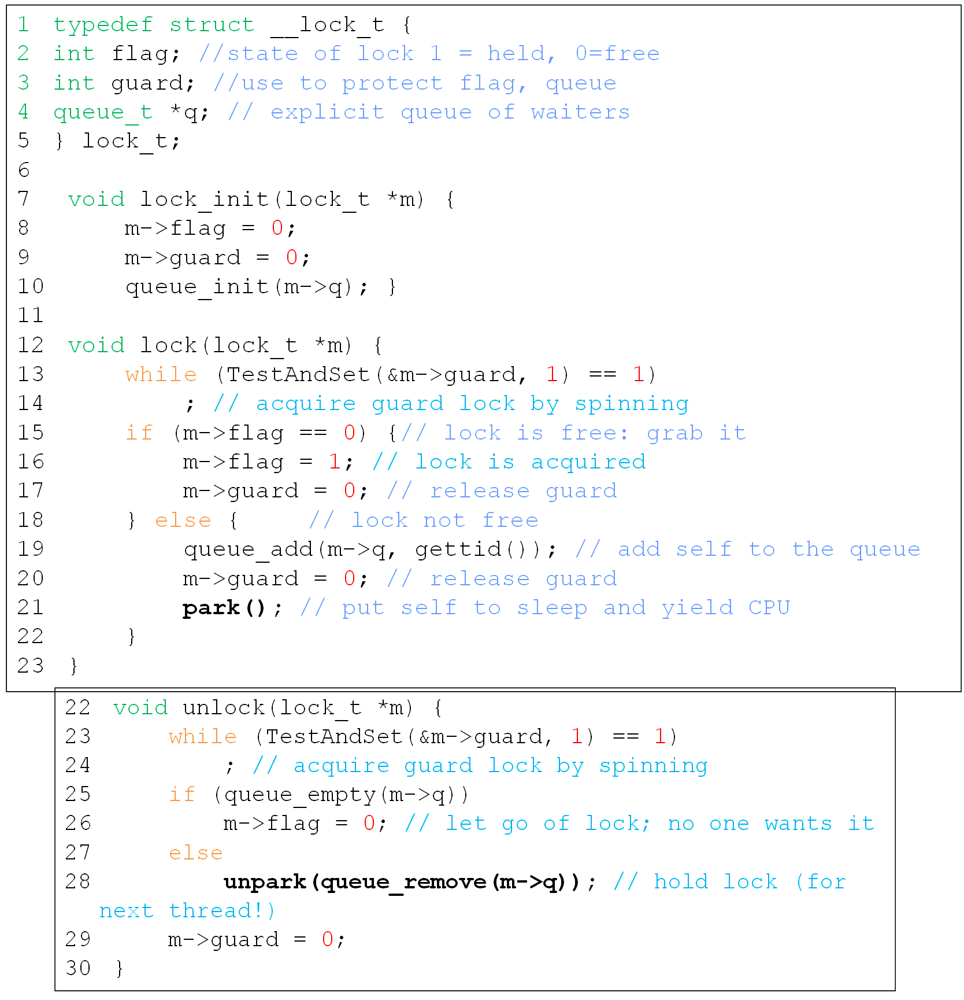 1 typedef struct __lock_t {
2 int flag; //state of lock 1 = held, 0=free
3 int guard; //use to protect flag, queue
4 queue_t *q; // explicit queue of waiters
5 } lock_t;
6
7 void lock_init(lock_t *m) {
8 m->flag = 0;
9 m->guard = 0;
10 queue_init(m->q); }
11
12 void lock(lock_t *m) {
13 while (TestAndSet(&m->guard, 1) == 1)
14 ; // acquire guard lock by spinning
15 if (m->flag == 0) {// lock is free: grab it
16 m->flag = 1; // lock is acquired
17 m->guard = 0; // release guard
18 } else { // lock not free
19 queue_add(m->q, gettid()); // add self to the queue
20 m->guard = 0; // release guard
21 park(); // put self to sleep and yield CPU
22 }
23 }
22 void unlock(lock_t *m) {
23 while (TestAndSet(&m->guard, 1) == 1)
24 ; // acquire guard lock by spinning
25 if (queue_empty(m->q))
26 m->flag = 0; // let go of lock; no one wants it
27 else
28 unpark(queue_remove(m->q)); // hold lock (for
next thread!)
29 m->guard = 0;
30 }